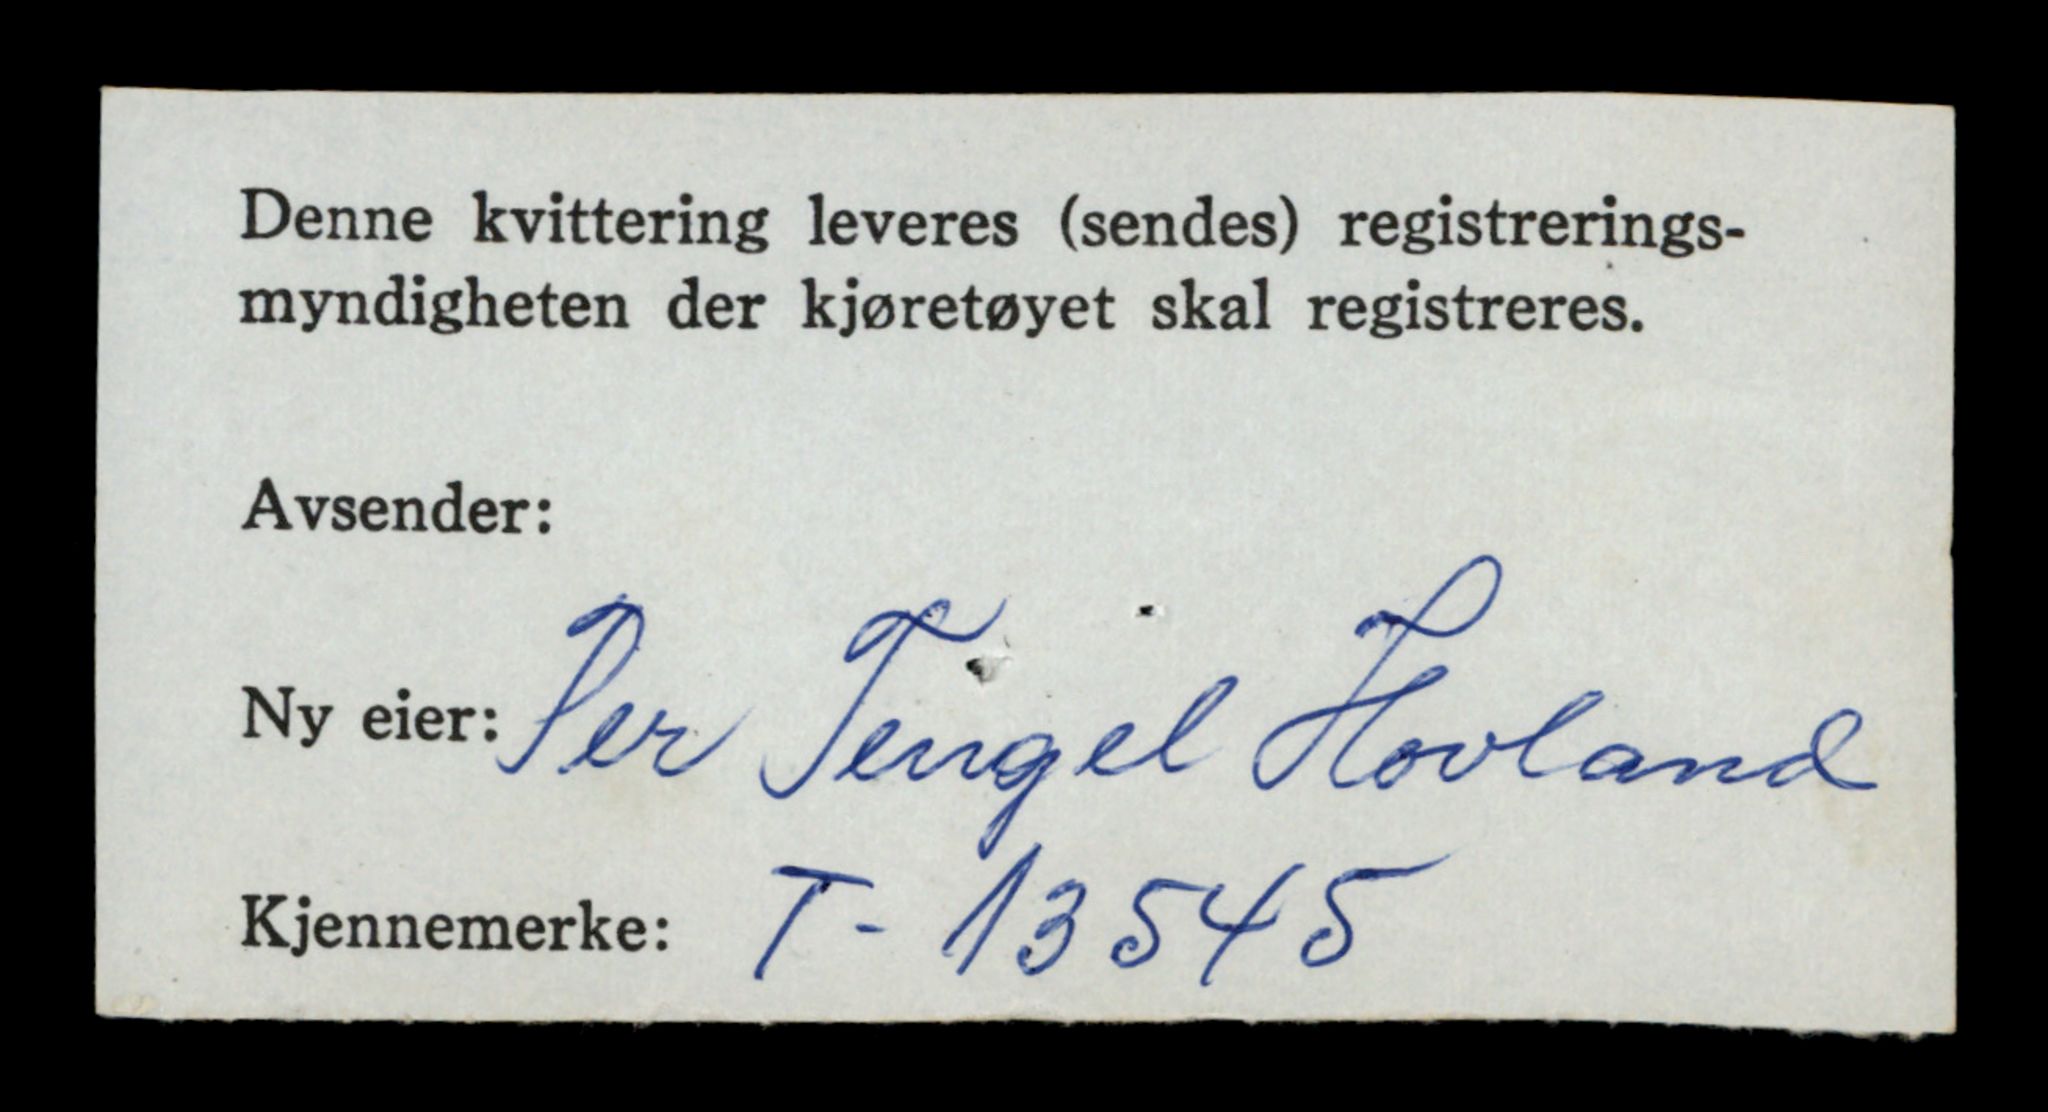 Denne kvittering leveres (sendes) registrerings-
myndigheten der kjøretøyet skal registreres.
Avsender:
Ny eier: Per Tengel Hovland
Kjennemerke: T- 13545